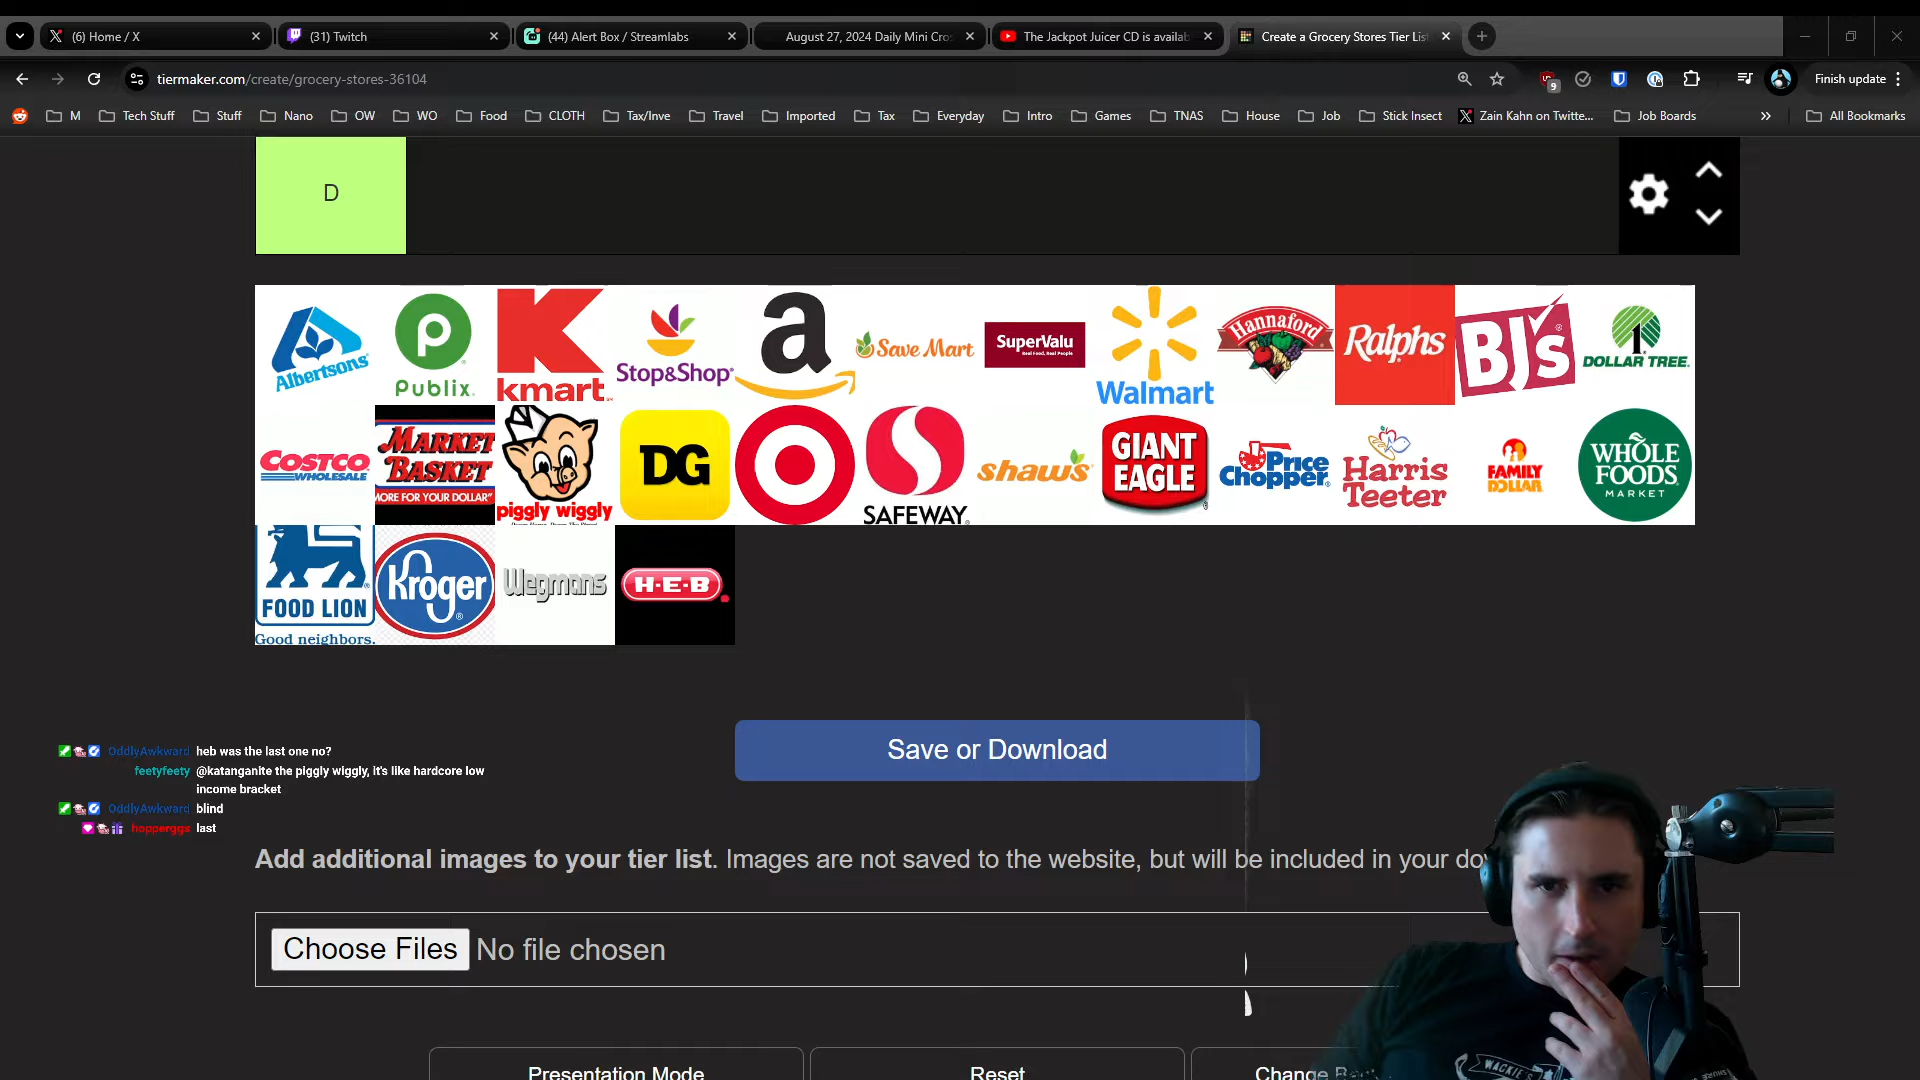 (6) Home / X
(31) Twitch
(44) Alert Box / Streamlabs
August 27, 2024 Daily Mini Cro
The Jackpot Juicer CD is availab
Create a Grocery Stores Tier Lis
tiermaker.com/create/grocery-stores-36104
9
Finish update
M
Tech Stuff
Stuff
Nano
OW
WO
Food
CLOTH
Tax/Inve
Travel
Imported
Tax
Everyday
Intro
Games
TNAS
House
Job
Stick Insect
Zain Kahn on Twitte...
Job Boards
All Bookmarks
D
Albertsons
Publix
kmart
Stop&Shop
a
Save Mart
SuperValu
Real Food, Real People
Walmart
Hannaford
Ralphs
BJ's
1
DOLLAR TREE
COSTCO
WHOLESALE
MARKET
BASKET
MORE FOR YOUR DOLLAR"
piggly wiggly
DG
SAFEWAY
shaw's
GIANT
EAGLE
Price
Chopper
Harris
Teeter
FAMILY
DOLLAR
WHOLE
FOODS
MARKET
FOOD LION
Good neighbors.
Kroger
Wegmans
H-E-B
Save or Download
OddlyAwkward heb was the last one no?
feetyfeety @katanganite the piggly wiggly, it's like hardcore low
income bracket
OddlyAwkward blind
hopperggs last
Add additional images to your tier list. Images are not saved to the website, but will be included in your do
Choose Files No file chosen
Presentation Mode
Reset
Change
WACKIE'S